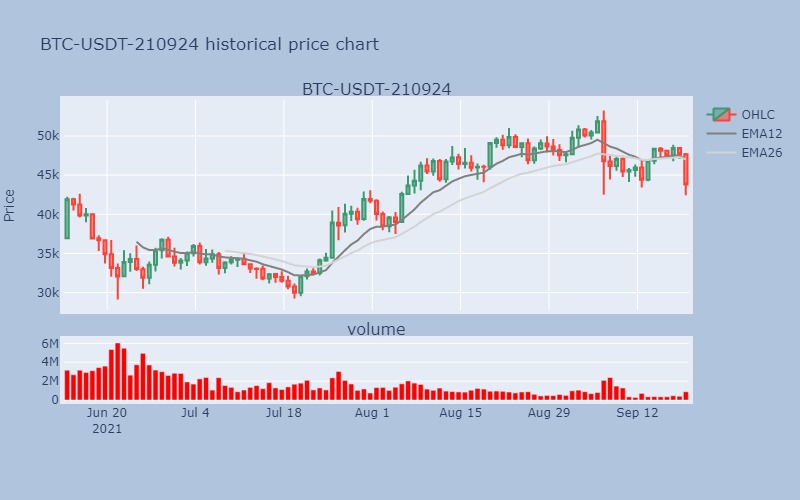 BTC-USDT-210924 historical price chart
BTC-USDT-210924
OHLC
EMA12
EMA26
Price
50k
45k
40k
35k
30k
volume
6M
4M
2M
0
Jun 20 Jul 4 Jul 18 Aug 1 Aug 15 Aug 29 Sep 12
2021